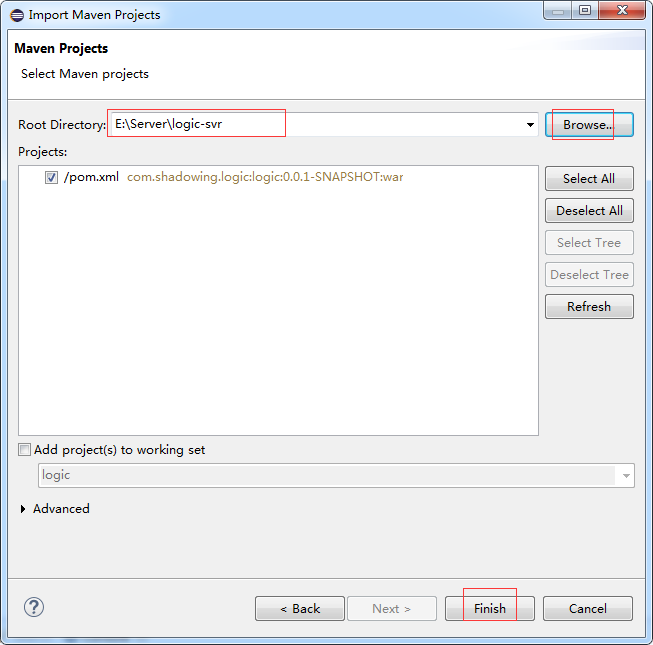 Import Maven Projects
Maven Projects
Select Maven projects
Root Directory: E:\Server\logic-svr Browse...
Projects:
/pom.xml com.shadowing.logic:logic:0.0.1-SNAPSHOT:war
Select All
Deselect All
Select Tree
Deselect Tree
Refresh
Add project(s) to working set
logic
Advanced
? < Back Next > Finish Cancel